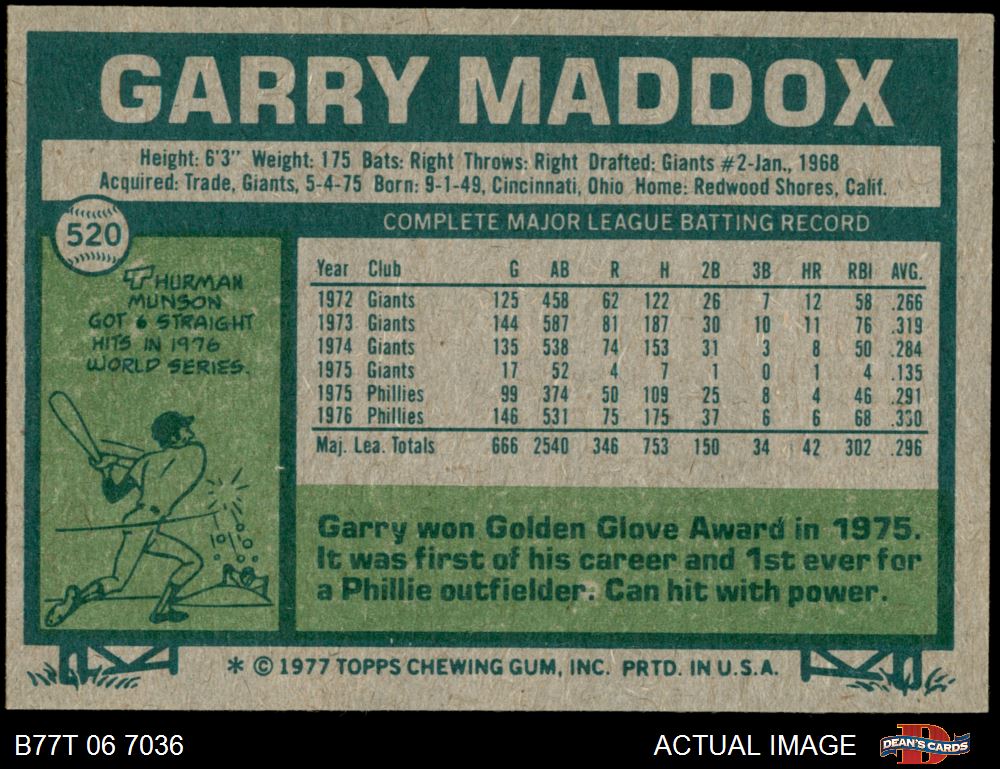 GARRY MADDOX
Height: 6'3" Weight: 175 Bats: Right Throws: Right Drafted: Giants #2-Jan., 1968
Acquired: Trade, Giants, 5-4-75 Born: 9-1-49, Cincinnati, Ohio Home: Redwood Shores, Calif.
520
COMPLETE MAJOR LEAGUE BATTING RECORD
THURMAN
MUNSON
GOT 6 STRAIGHT
HITS IN 1976
WORLD SERIES.
Year Club G AB R H 2B 3B HR RBI AVG.
1972 Giants 125 458 62 122 26 7 12 58 .266
1973 Giants 144 587 81 187 30 10 11 76 .319
1974 Giants 135 538 74 153 31 3 8 50 .284
1975 Giants 17 52 4 7 1 0 1 4 .135
1975 Phillies 99 374 50 109 25 8 4 46 .291
1976 Phillies 146 531 75 175 37 6 6 68 .330
Maj. Lea. Totals 666 2540 346 753 150 34 42 302 .296
Garry won Golden Glove Award in 1975.
It was first of his career and 1st ever for
a Phillie outfielder. Can hit with power.
* © 1977 TOPPS CHEWING GUM, INC. PRTD. IN U.S.A.
B77T 06 7036
ACTUAL IMAGE
DEAN'S CARDS